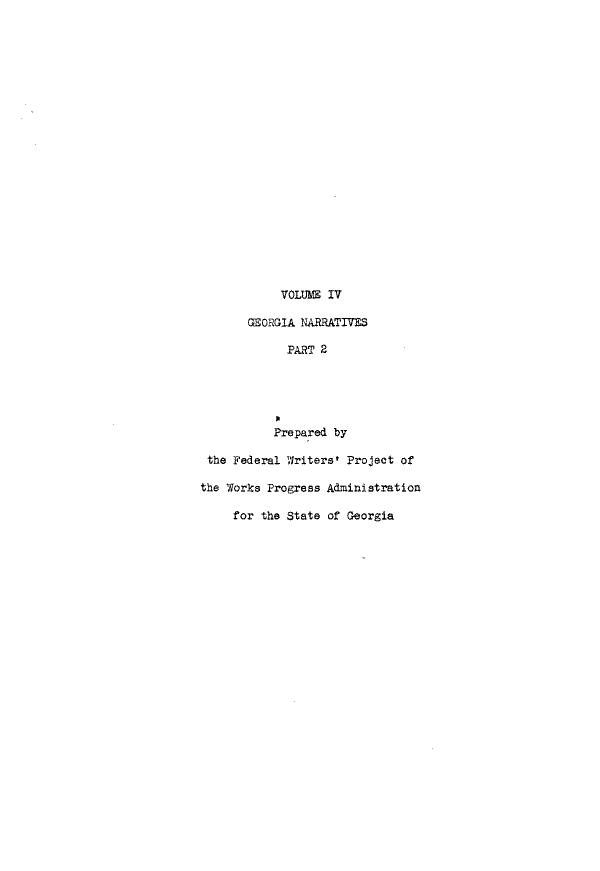 VOLUME IV
GEORGIA NARRATIVES
PART 2
Prepared by
the Federal Writers' Project of
the Works Progress Administration
for the State of Georgia